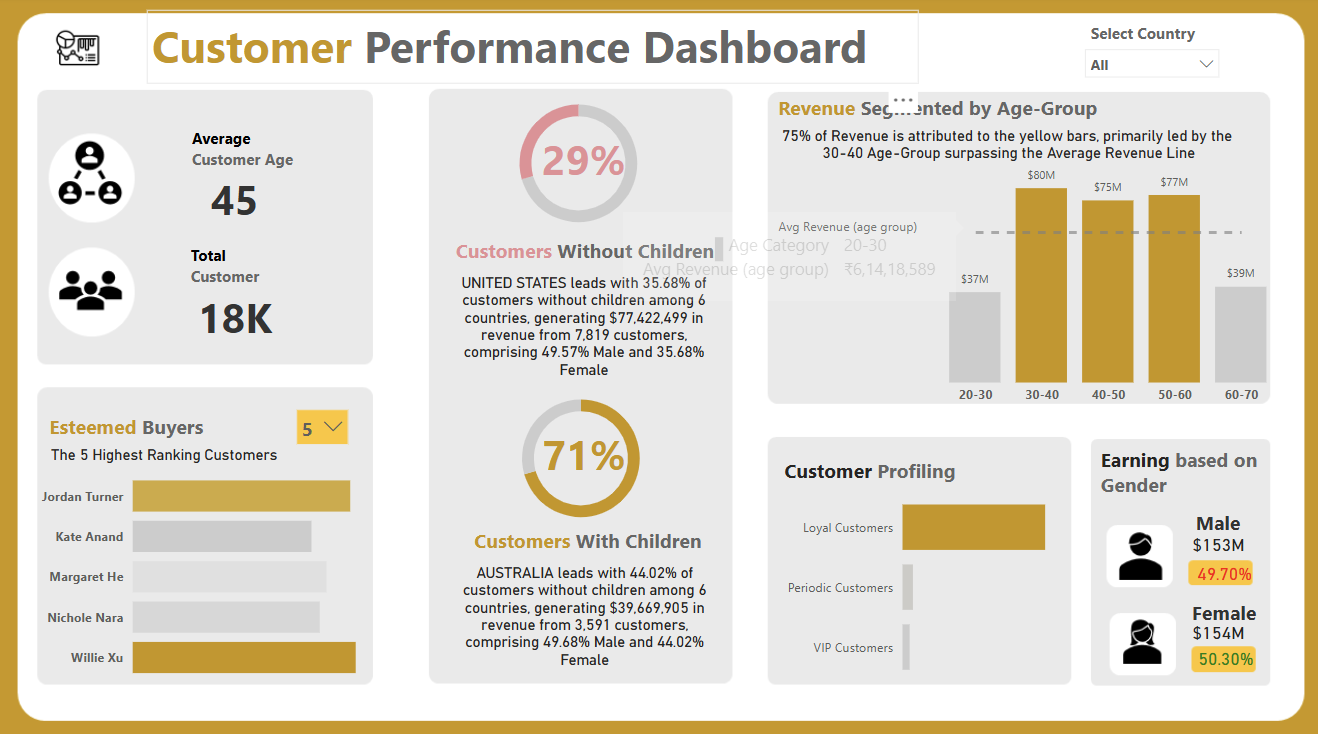 Customer Performance Dashboard
Select Country
All
Average
Customer Age
45
Total
Customer
18K
Esteemed Buyers
5
The 5 Highest Ranking Customers
Jordan Turner
Kate Anand
Margaret He
Nichole Nara
Willie Xu
29%
Customers Without Children
UNITED STATES leads with 35.68% of
customers without children among 6
countries, generating $77,422,499 in
revenue from 7,819 customers,
comprising 49.57% Male and 35.68%
Female
71%
Customers With Children
AUSTRALIA leads with 44.02% of
customers without children among 6
countries, generating $39,669,905 in
revenue from 3,591 customers,
comprising 49.68% Male and 44.02%
Female
Revenue Segmented by Age-Group
75% of Revenue is attributed to the yellow bars, primarily led by the
30-40 Age-Group surpassing the Average Revenue Line
$80M
$75M
$77M
Avg Revenue (age group)
Age Category 20-30
Avg Revenue (age group) ₹6,14,18,589
$37M
$39M
20-30
30-40
40-50
50-60
60-70
Customer Profiling
Loyal Customers
Periodic Customers
VIP Customers
Earning based on
Gender
Male
$153M
49.70%
Female
$154M
50.30%